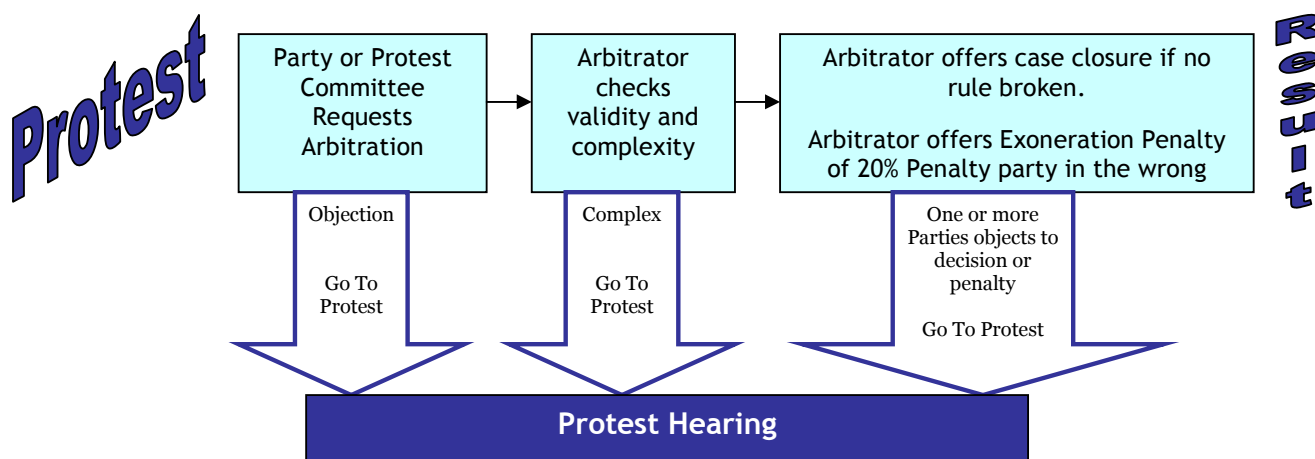 Protest
Party or Protest
Committee
Requests
Arbitration
Arbitrator
checks
validity and
complexity
Arbitrator offers case closure if no
rule broken.
Arbitrator offers Exoneration Penalty
of 20% Penalty party in the wrong
Result
Objection
Go To
Protest
Complex
Go To
Protest
One or more
Parties objects to
decision or
penalty
Go To Protest
Protest Hearing